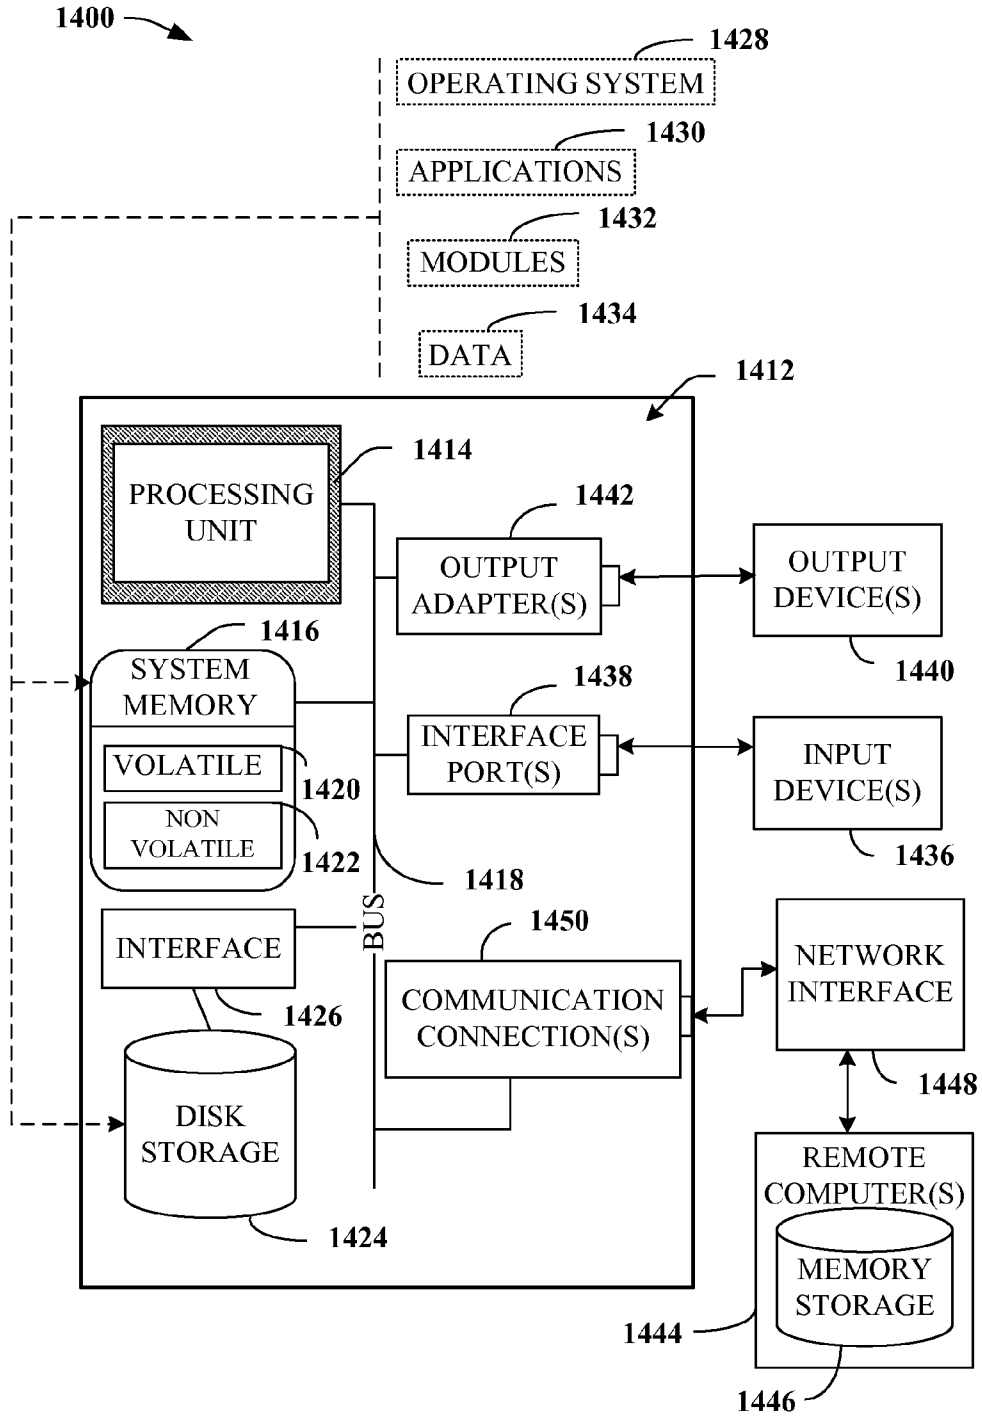 1400
1428
OPERATING SYSTEM
1430
APPLICATIONS
1432
MODULES
1434
DATA
1412
1414
PROCESSING
UNIT
1442
OUTPUT
ADAPTER(S)
OUTPUT
DEVICE(S)
1440
1416
SYSTEM
MEMORY
VOLATILE
1420
NON
VOLATILE
1422
1438
INTERFACE
PORT(S)
INPUT
DEVICE(S)
1436
1418
BUS
INTERFACE
1426
1450
COMMUNICATION
CONNECTION(S)
NETWORK
INTERFACE
1448
DISK
STORAGE
1424
REMOTE
COMPUTER(S)
MEMORY
STORAGE
1444
1446